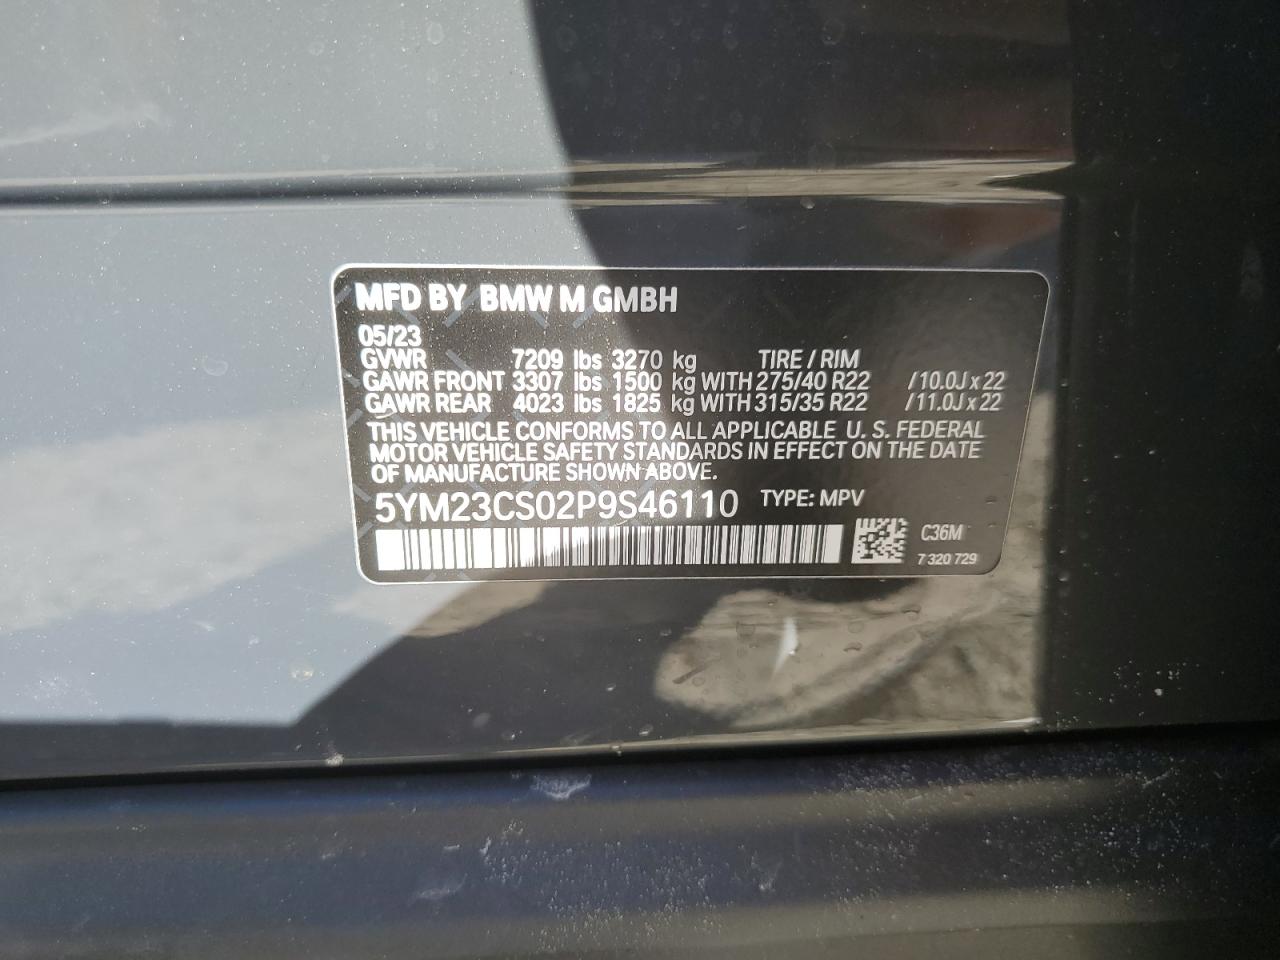 MFD BY BMW M GMBH
05/23
GVWR 7209 lbs 3270 kg TIRE / RIM
GAWR FRONT 3307 lbs 1500 kg WITH 275/40 R22 /10.0J x 22
GAWR REAR 4023 lbs 1825 kg WITH 315/35 R22 /11.0J x 22
THIS VEHICLE CONFORMS TO ALL APPLICABLE U. S. FEDERAL
MOTOR VEHICLE SAFETY STANDARDS IN EFFECT ON THE DATE
OF MANUFACTURE SHOWN ABOVE.
5YM23CS02P9S46110 TYPE: MPV
C36M
7 320 729